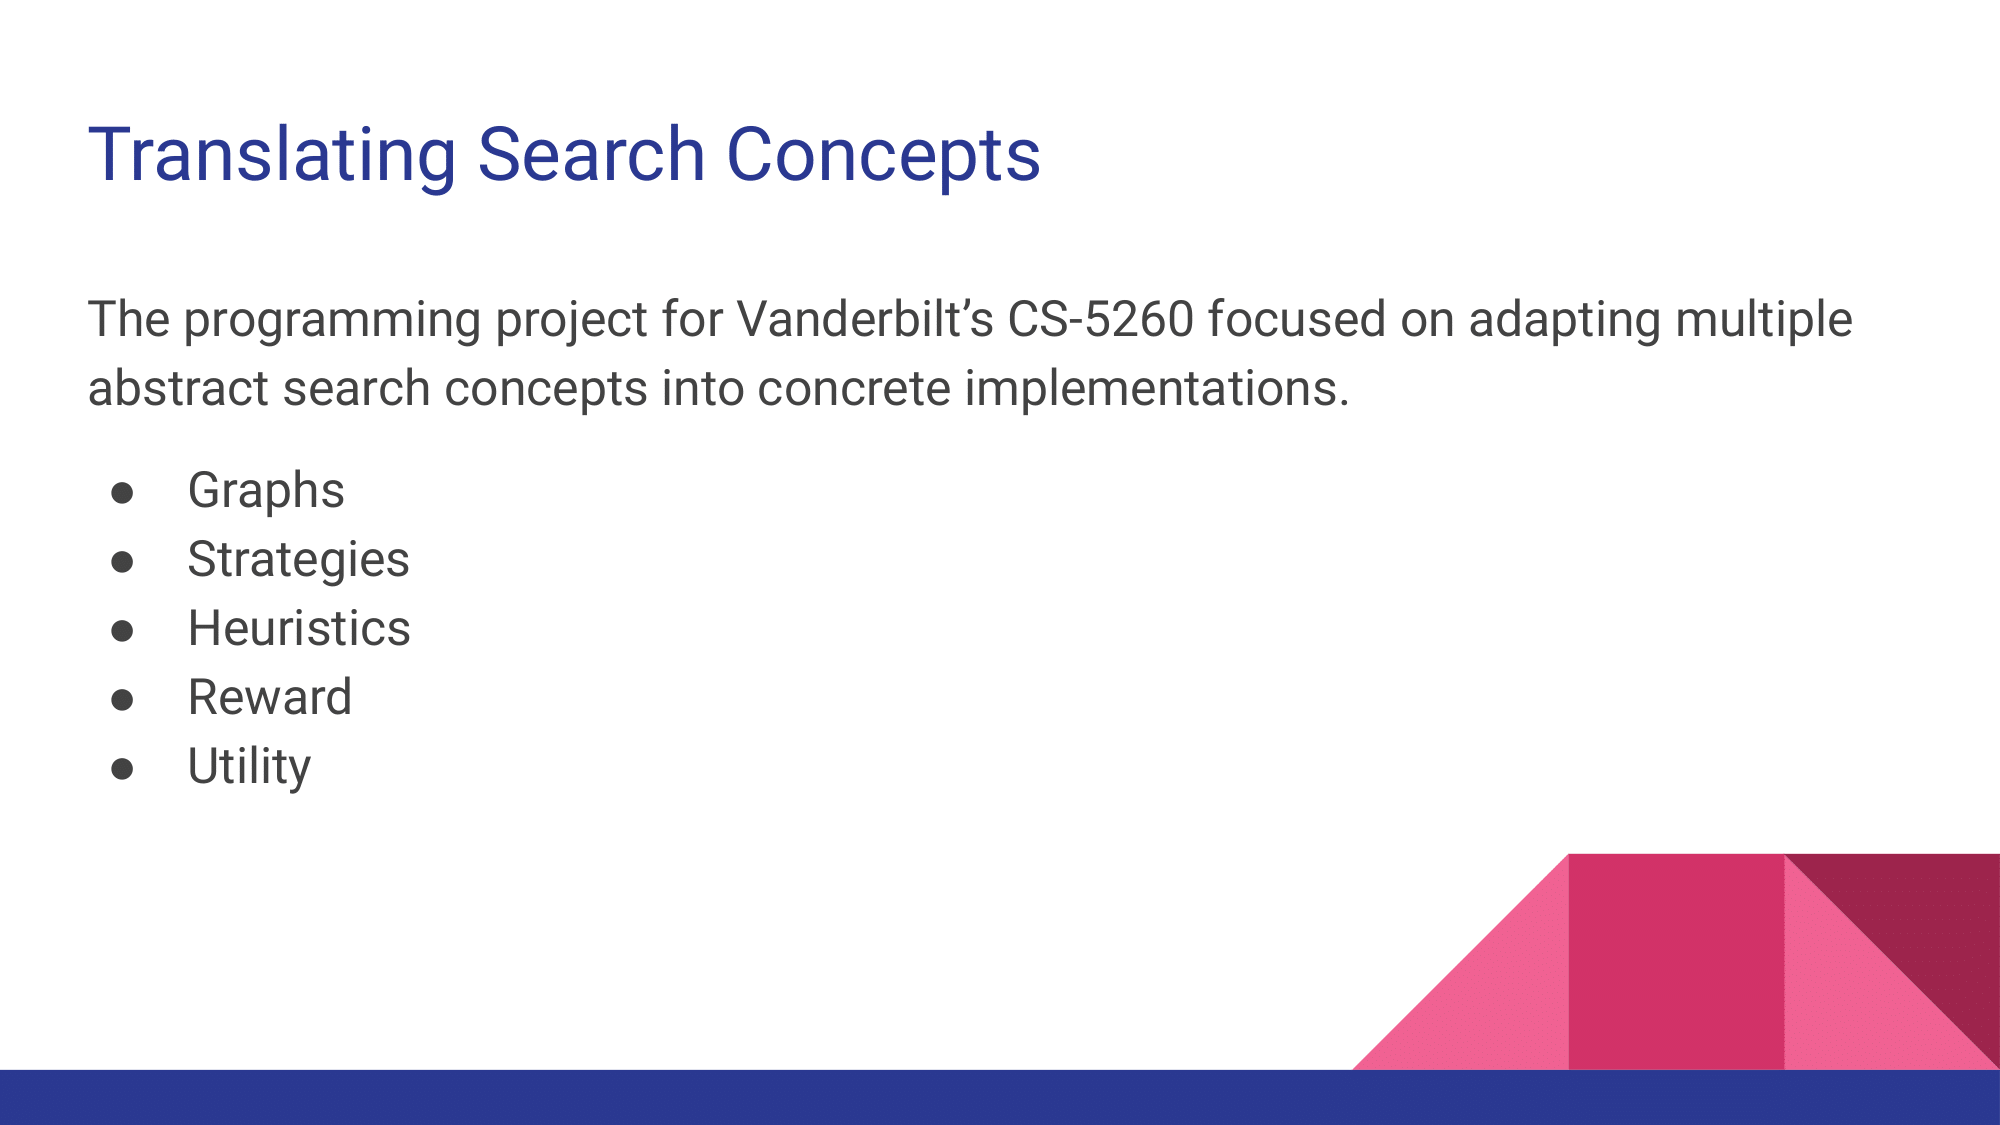 Translating Search Concepts
The programming project for Vanderbilt’s CS-5260 focused on adapting multiple
abstract search concepts into concrete implementations.
● Graphs
● Strategies
● Heuristics
● Reward
● Utility